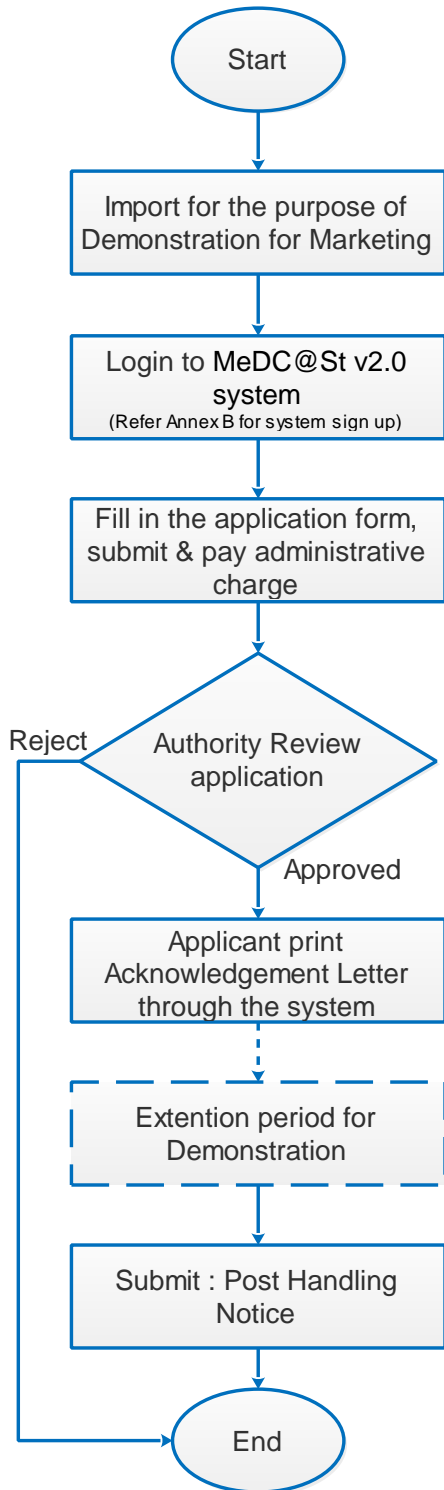 Start
Import for the purpose of
Demonstration for Marketing
Login to MeDC@St v2.0
system
(Refer Annex B for system sign up)
Fill in the application form,
submit & pay administrative
charge
Reject
Authority Review
application
Approved
Applicant print
Acknowledgement Letter
through the system
Extention period for
Demonstration
Submit : Post Handling
Notice
End